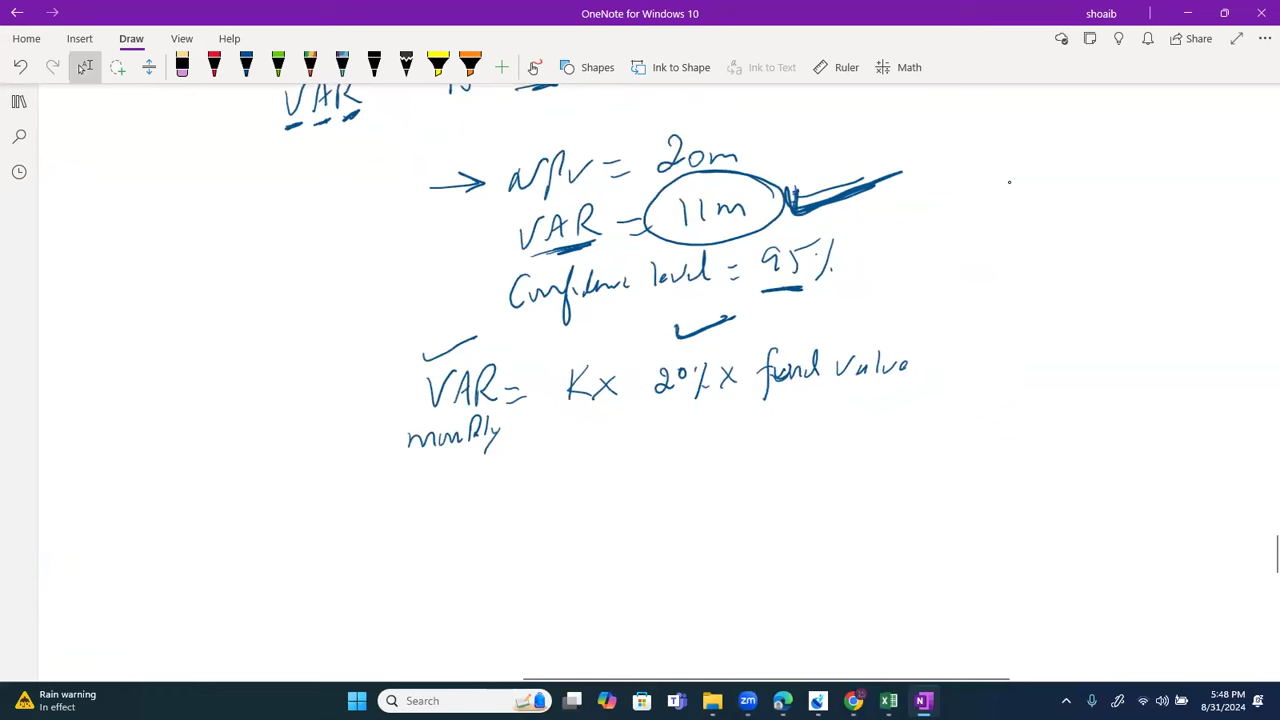 OneNote for Windows 10
shoaib
Home Insert Draw View Help
Share
Shapes Ink to Shape Ink to Text Ruler Math
VAR
→ NPV = 20m
VAR = 11m
Confidence level = 95%
VAR = K x 20% x fund value
monthly
Rain warning
In effect
Search
5:48 PM
8/31/2024